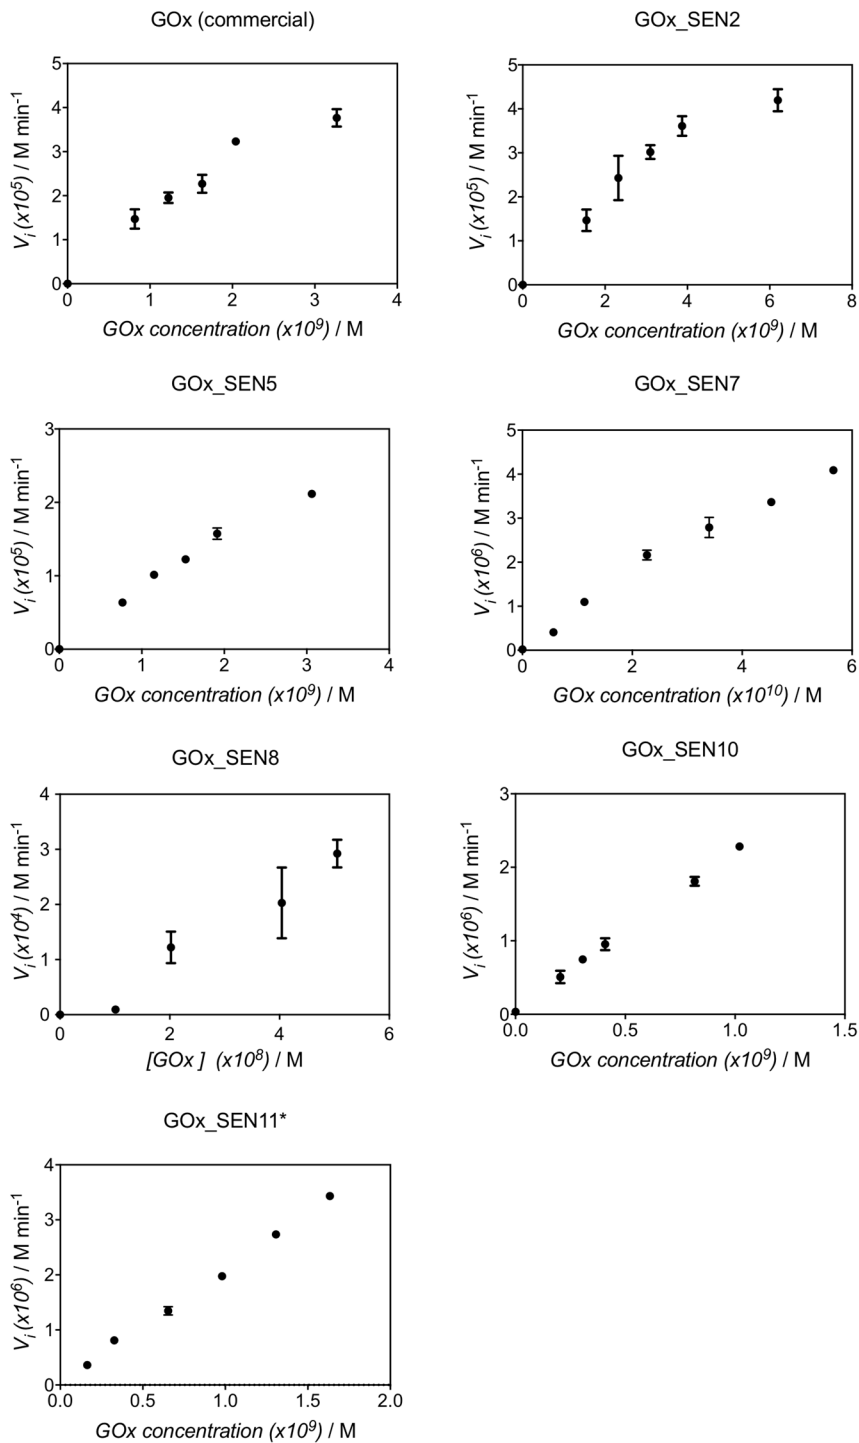 GOx (commercial)
5
4
3
2
1
0
0 1 2 3 4
V_i (x10^5) / M min^-1
GOx concentration (x10^9) / M
GOx_SEN2
5
4
3
2
1
0
0 2 4 6 8
V_i (x10^5) / M min^-1
GOx concentration (x10^9) / M
GOx_SEN5
3
2
1
0
0 1 2 3 4
V_i (x10^5) / M min^-1
GOx concentration (x10^9) / M
GOx_SEN7
5
4
3
2
1
0
0 2 4 6
V_i (x10^6) / M min^-1
GOx concentration (x10^10) / M
GOx_SEN8
4
3
2
1
0
0 2 4 6
V_i (x10^4) / M min^-1
[GOx ] (x10^8) / M
GOx_SEN10
3
2
1
0
0.0 0.5 1.0 1.5
V_i (x10^6) / M min^-1
GOx concentration (x10^9) / M
GOx_SEN11*
4
3
2
1
0
0.0 0.5 1.0 1.5 2.0
V_i (x10^6) / M min^-1
GOx concentration (x10^9) / M